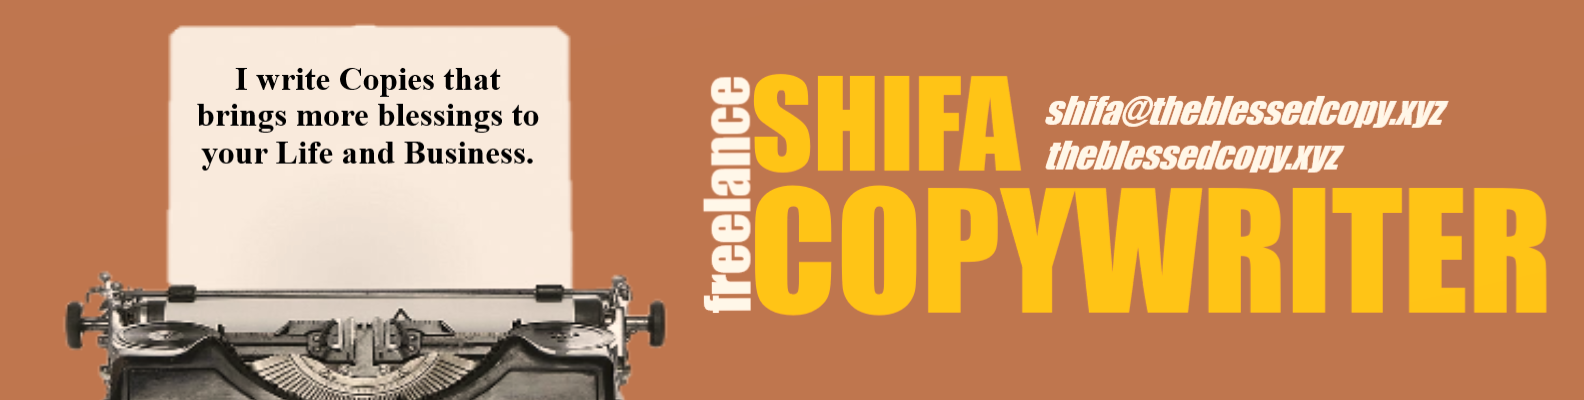 I write Copies that
brings more blessings to
your Life and Business.
freelance
SHIFA
COPYWRITER
shifa@theblessedcopy.xyz
theblessedcopy.xyz